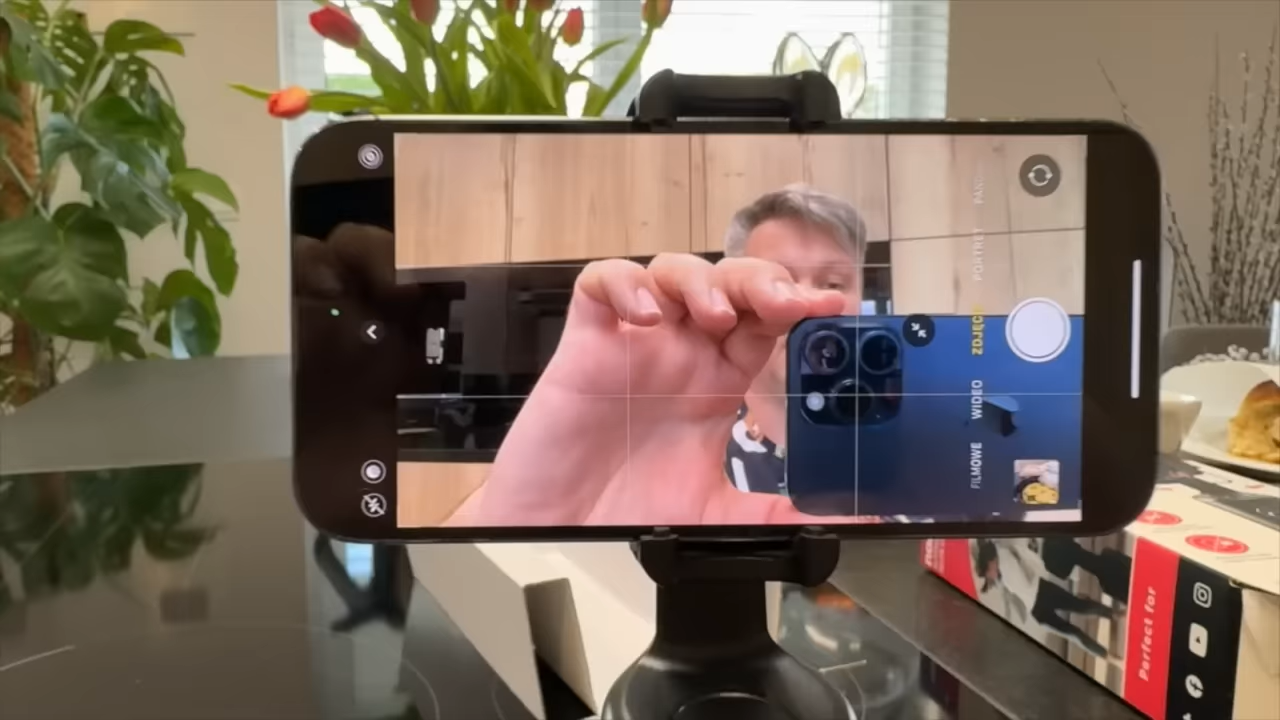 PANO
PORTRET
ZDJĘCIE
WIDEO
FILMOWE
Perfect for